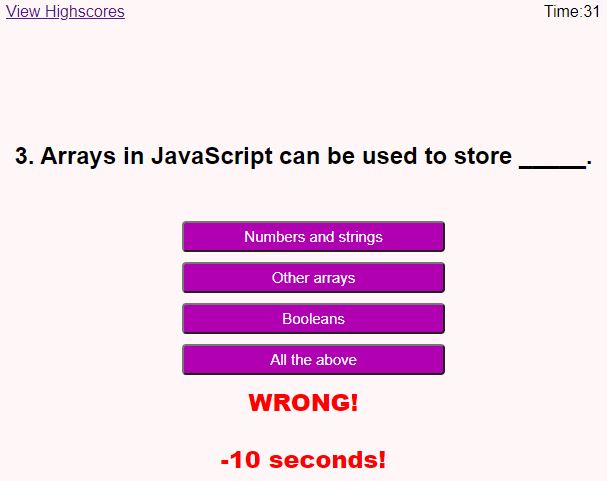 View Highscores
Time:31
3. Arrays in JavaScript can be used to store _____.
Numbers and strings
Other arrays
Booleans
All the above
WRONG!
-10 seconds!